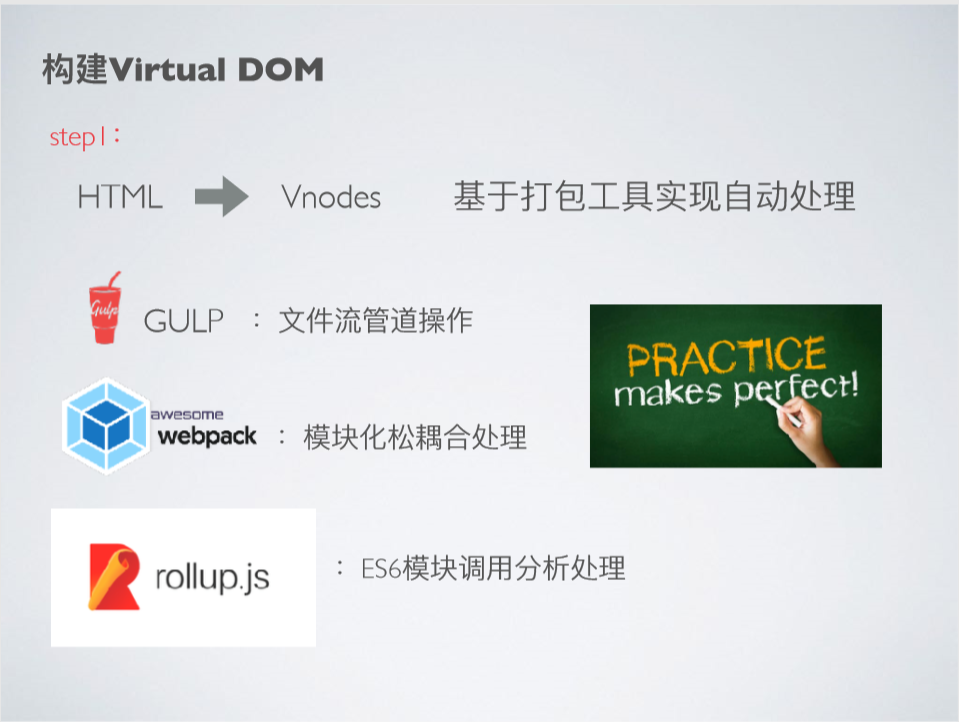 构建Virtual DOM
step1：
HTML Vnodes 基于打包工具实现自动处理
Gulp
GULP ： 文件流管道操作
PRACTICE
makes perfect!
awesome
webpack ： 模块化松耦合处理
rollup.js ： ES6模块调用分析处理